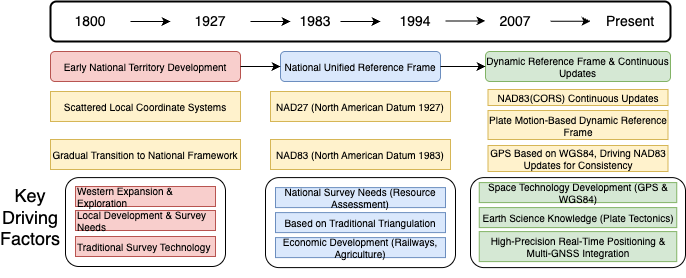 1800 1927 1983 1994 2007 Present
Early National Territory Development
National Unified Reference Frame
Dynamic Reference Frame & Continuous
Updates
Scattered Local Coordinate Systems
NAD27 (North American Datum 1927)
NAD83(CORS) Continuous Updates
Plate Motion-Based Dynamic Reference
Frame
Gradual Transition to National Framework
NAD83 (North American Datum 1983)
GPS Based on WGS84, Driving NAD83
Updates for Consistency
Key
Driving
Factors
Western Expansion &
Exploration
Local Development & Survey
Needs
Traditional Survey Technology
National Survey Needs (Resource
Assessment)
Based on Traditional Triangulation
Economic Development (Railways,
Agriculture)
Space Technology Development (GPS &
WGS84)
Earth Science Knowledge (Plate Tectonics)
High-Precision Real-Time Positioning &
Multi-GNSS Integration